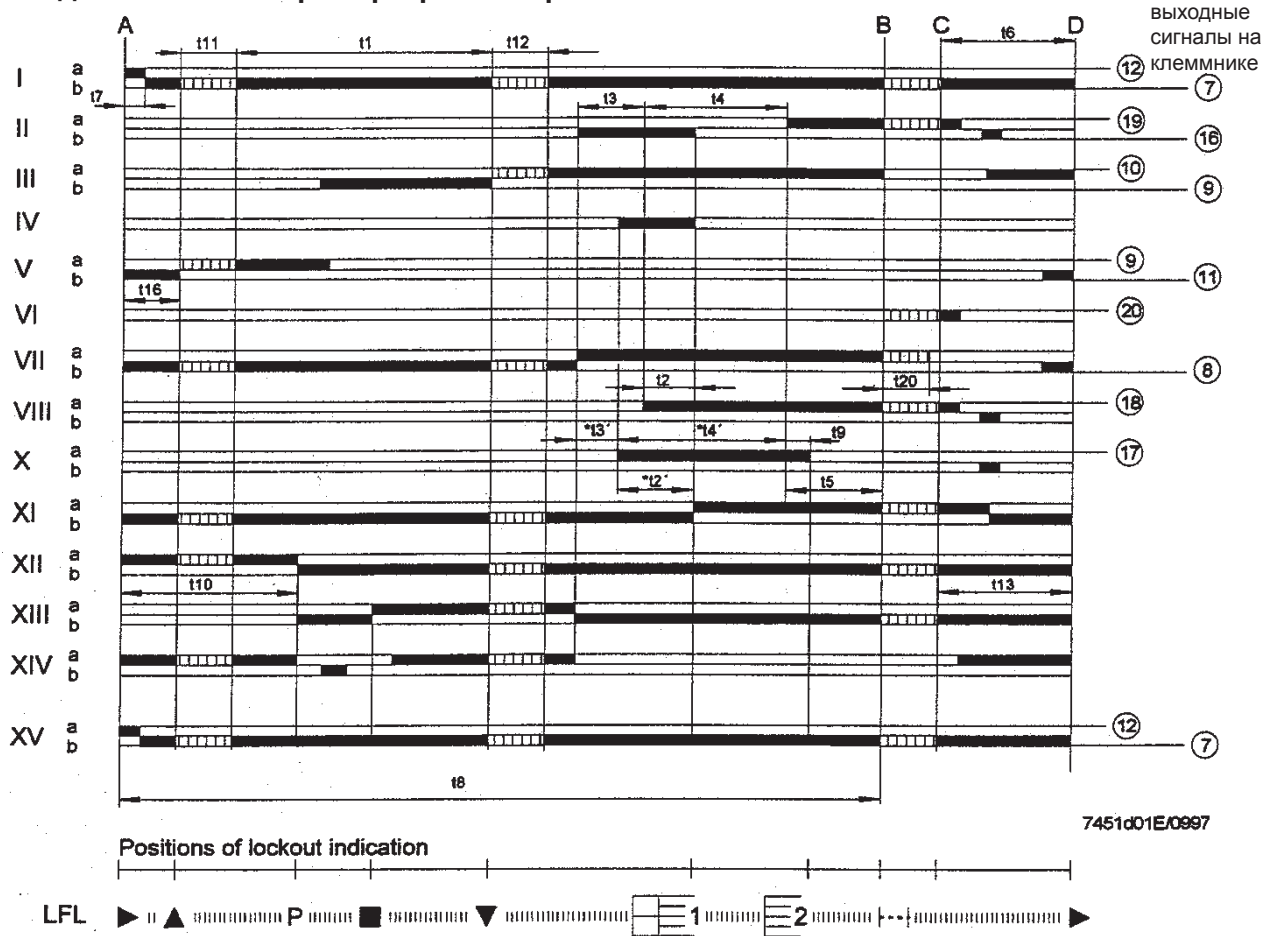 выходные
A B C D сигналы на
t11 t1 t12 t6 клеммнике
I a b 12 7
t7 t3 t4
II a b 19 16
III a b 10 9
IV
V a b 9 11
t16
VI 20
VII a b 8
t2 t20
VIII a b 18
"t3´ "t4´ t9
X a b 17
"t2´ t5
XI a b
XII a b
t10 t13
XIII a b
XIV a b
XV a b 12 7
t8
7451d01E/0997
Positions of lockout indication
LFL P 1 2